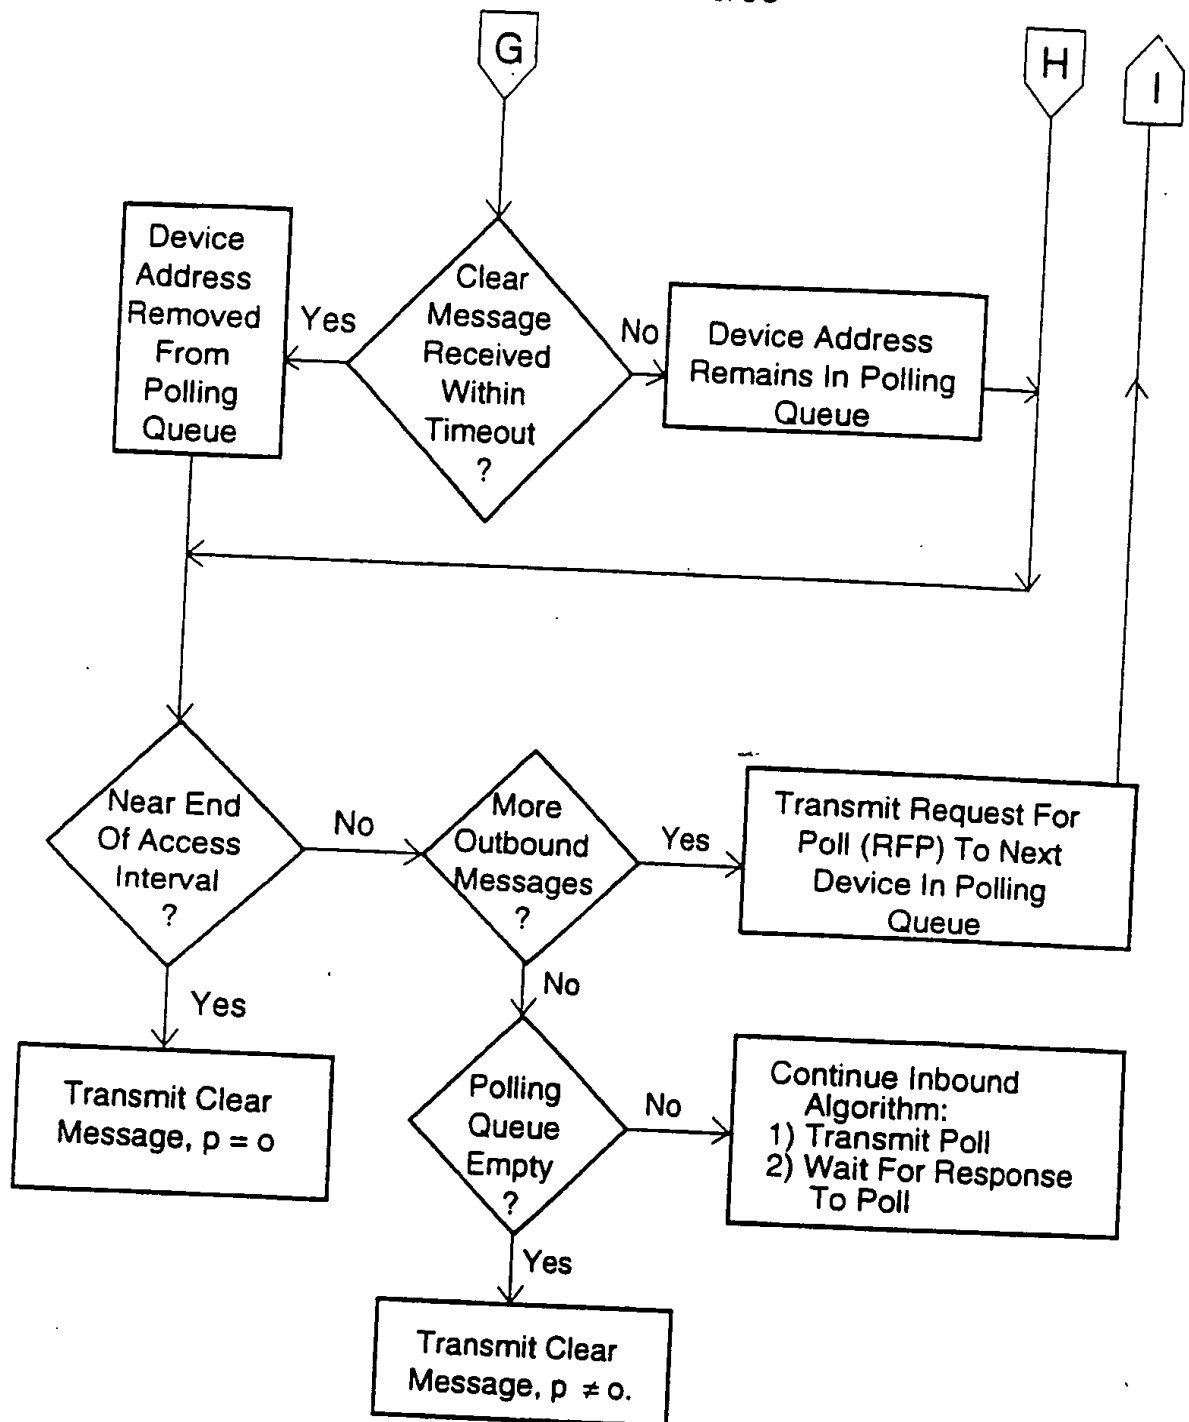 G
H
I
Device
Address
Removed
From
Polling
Queue
Yes
Clear
Message
Received
Within
Timeout
?
No
Device Address
Remains In Polling
Queue
Near End
Of Access
Interval
?
No
More
Outbound
Messages
?
Yes
Transmit Request For
Poll (RFP) To Next
Device In Polling
Queue
Yes
No
Transmit Clear
Message, p = o
Polling
Queue
Empty
?
No
Continue Inbound
Algorithm:
1) Transmit Poll
2) Wait For Response
To Poll
Yes
Transmit Clear
Message, p ≠ o.